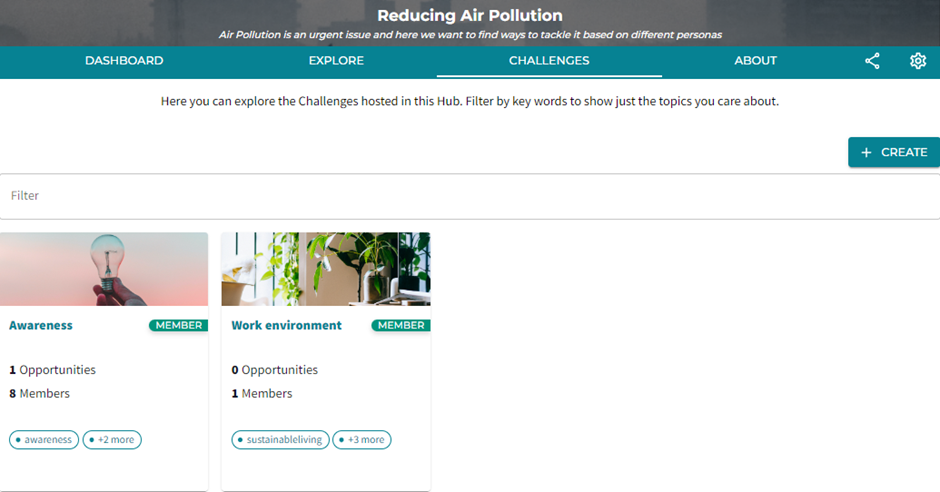 Reducing Air Pollution
Air Pollution is an urgent issue and here we want to find ways to tackle it based on different personas
DASHBOARD EXPLORE CHALLENGES ABOUT
Here you can explore the Challenges hosted in this Hub. Filter by key words to show just the topics you care about.
+ CREATE
Filter
Awareness MEMBER
1 Opportunities
8 Members
awareness +2 more
Work environment MEMBER
0 Opportunities
1 Members
sustainableliving +3 more